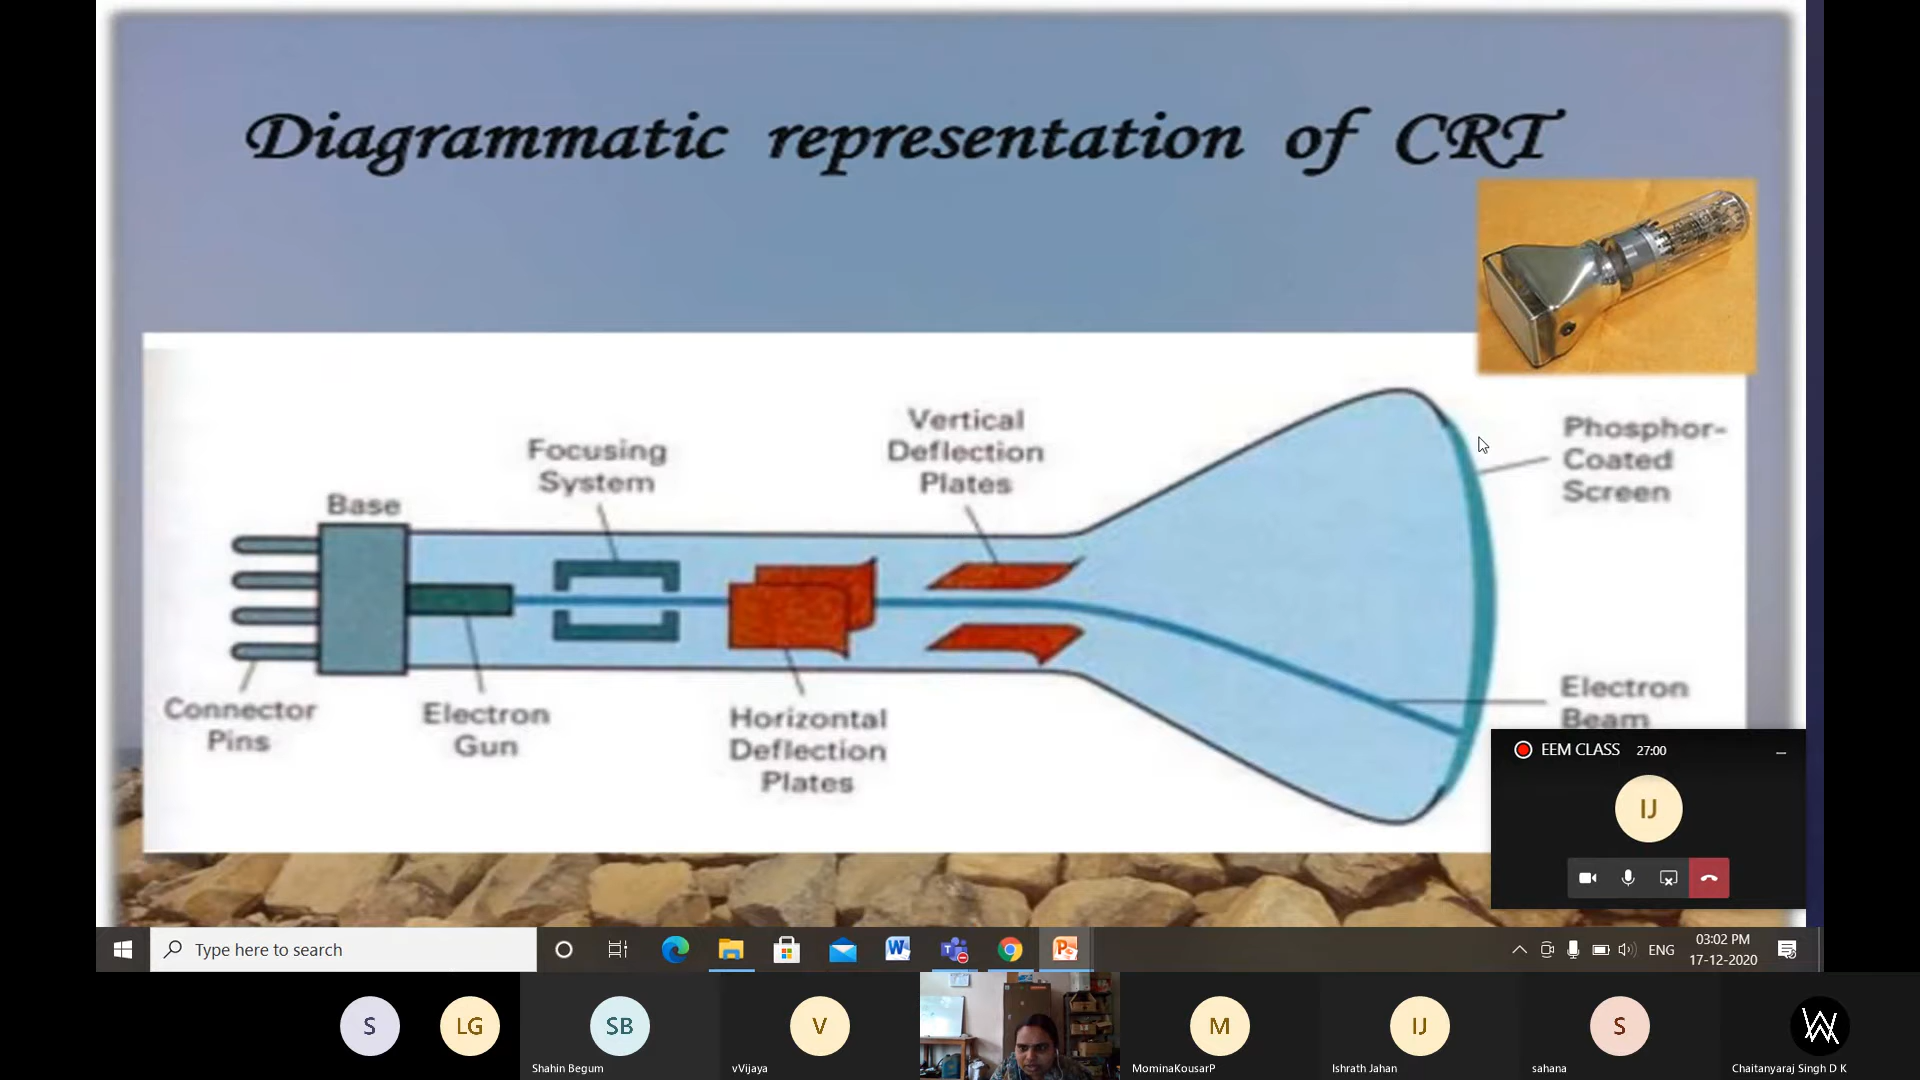 Diagrammatic representation of CRT
Vertical
Deflection
Plates
Phosphor-
Coated
Screen
Focusing
System
Base
Connector
Pins
Electron
Gun
Horizontal
Deflection
Plates
Electron
Beam
EEM CLASS 27:00
IJ
Type here to search
ENG
03:02 PM
17-12-2020
S
LG
SB
V
M
IJ
S
Shahin Begum
vVijaya
MominaKousarP
Ishrath Jahan
sahana
Chaitanyaraj Singh D K